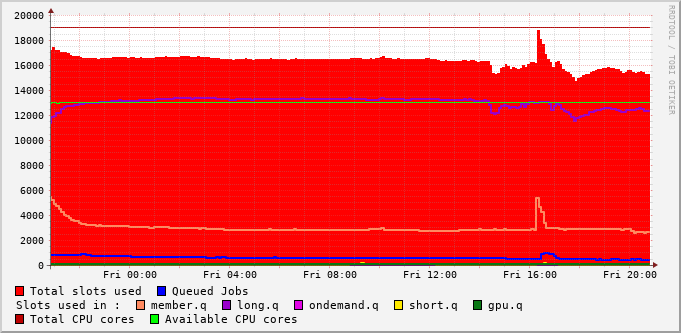 20000
18000
16000
14000
12000
10000
8000
6000
4000
2000
0
Fri 00:00 Fri 04:00 Fri 08:00 Fri 12:00 Fri 16:00 Fri 20:00
RRDTOOL / TOBI OETIKER
Total slots used Queued Jobs
Slots used in : member.q long.q ondemand.q short.q gpu.q
Total CPU cores Available CPU cores